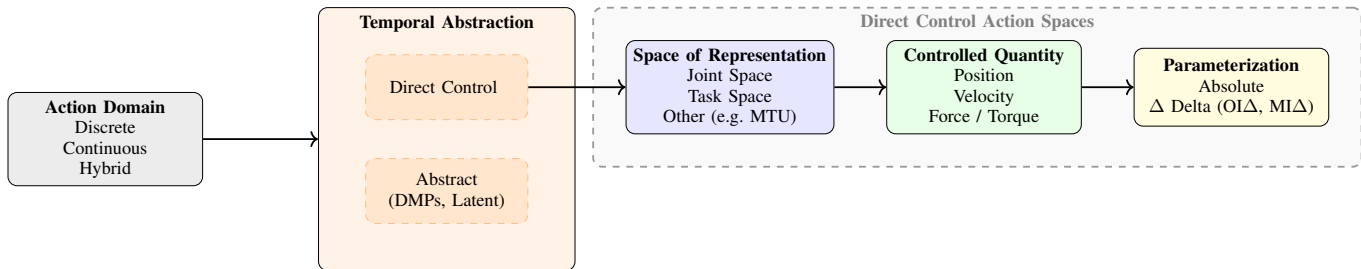 Action Domain
Discrete
Continuous
Hybrid
Temporal Abstraction
Direct Control
Abstract
(DMPs, Latent)
Direct Control Action Spaces
Space of Representation
Joint Space
Task Space
Other (e.g. MTU)
Controlled Quantity
Position
Velocity
Force / Torque
Parameterization
Absolute
Δ Delta (OIΔ, MIΔ)